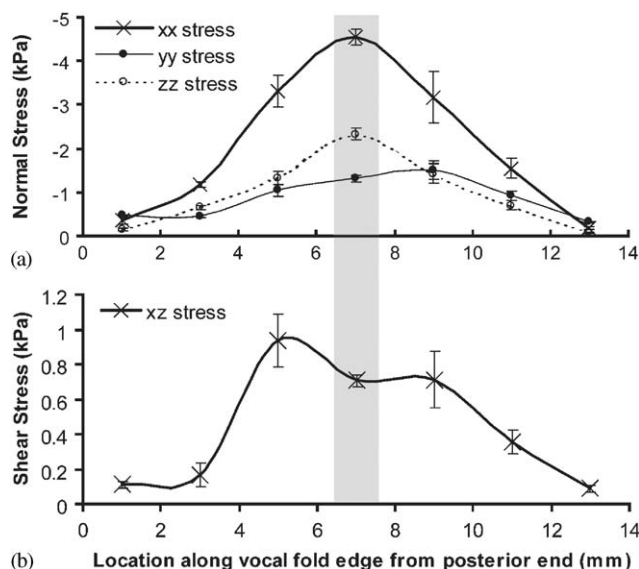 -5
-4
-3
-2
-1
0
Normal Stress (kPa)
xx stress
yy stress
zz stress
0 2 4 6 8 10 12 14
(a)
1.2
1
0.8
0.6
0.4
0.2
0
Shear Stress (kPa)
xz stress
0 2 4 6 8 10 12 14
(b) Location along vocal fold edge from posterior end (mm)